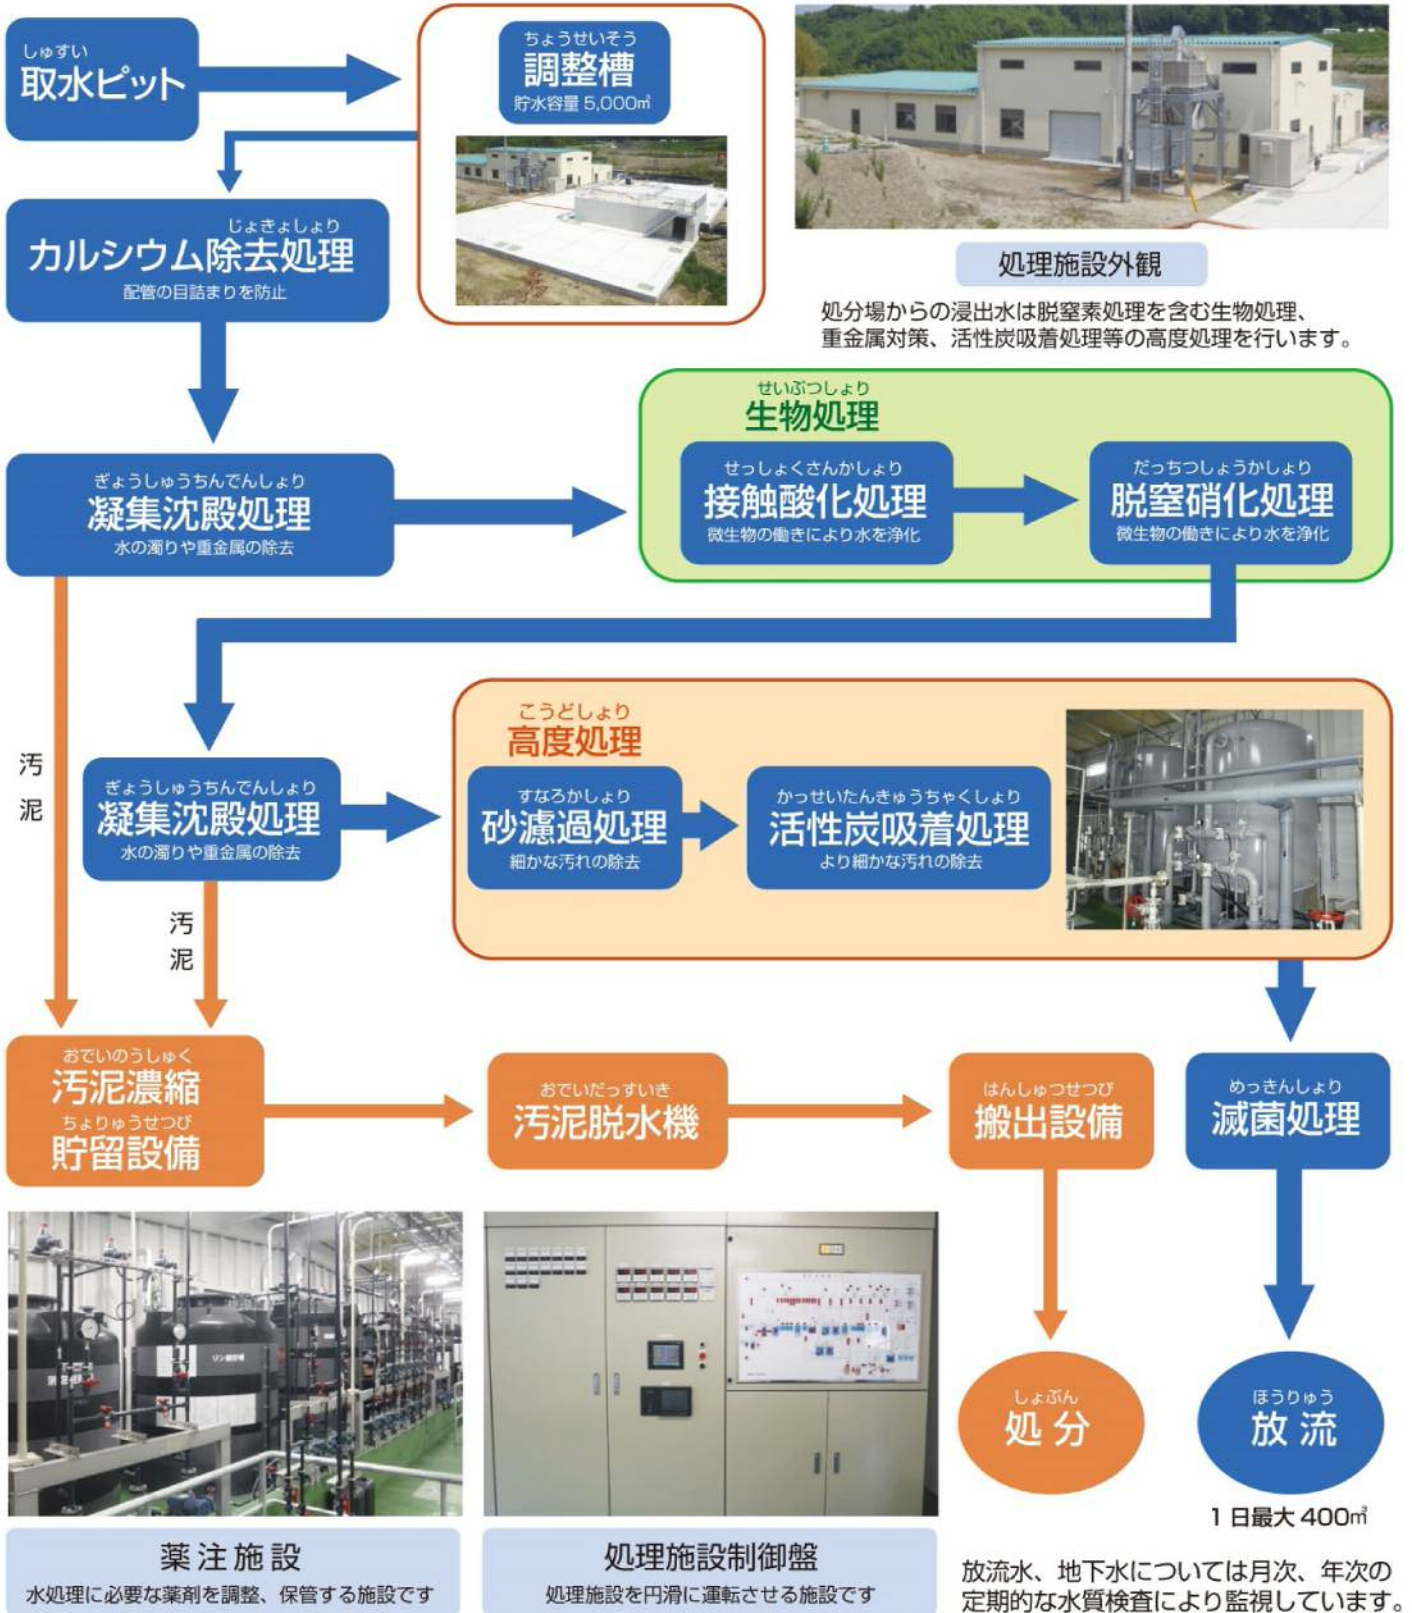 しゅすい
取水ピット
ちょうせいそう
調整槽
貯水容量 5,000㎥
じょきょしょり
カルシウム除去処理
配管の目詰まりを防止
処理施設外観
処分場からの浸出水は脱窒素処理を含む生物処理、
重金属対策、活性炭吸着処理等の高度処理を行います。
ぎょうしゅうちんでんしょり
凝集沈殿処理
水の濁りや重金属の除去
せいぶつしょり
生物処理
せっしょくさんかしょり
接触酸化処理
微生物の働きにより水を浄化
だっちつしょうかしょり
脱窒硝化処理
微生物の働きにより水を浄化
汚泥
ぎょうしゅうちんでんしょり
凝集沈殿処理
水の濁りや重金属の除去
こうどしょり
高度処理
すなろかしょり
砂濾過処理
細かな汚れの除去
かっせいたんきゅうちゃくしょり
活性炭吸着処理
より細かな汚れの除去
汚泥
おでいのうしゅく
汚泥濃縮
ちょりゅうせつび
貯留設備
おでいだっすいき
汚泥脱水機
はんしゅつせつび
搬出設備
めっきんしょり
滅菌処理
しょぶん
処分
ほうりゅう
放流
1日最大 400㎥
薬注施設
水処理に必要な薬剤を調整、保管する施設です
処理施設制御盤
処理施設を円滑に運転させる施設です
放流水、地下水については月次、年次の
定期的な水質検査により監視しています。